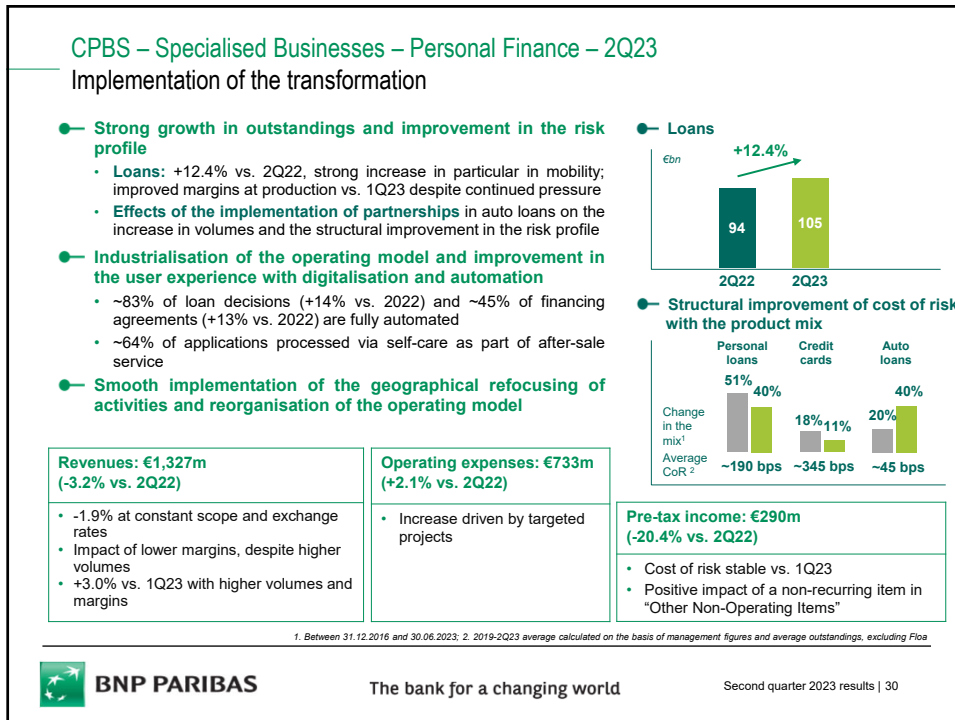 CPBS – Specialised Businesses – Personal Finance – 2Q23
Implementation of the transformation
Strong growth in outstandings and improvement in the risk
profile
• Loans: +12.4% vs. 2Q22, strong increase in particular in mobility;
improved margins at production vs. 1Q23 despite continued pressure
• Effects of the implementation of partnerships in auto loans on the
increase in volumes and the structural improvement in the risk profile
Industrialisation of the operating model and improvement in
the user experience with digitalisation and automation
• ~83% of loan decisions (+14% vs. 2022) and ~45% of financing
agreements (+13% vs. 2022) are fully automated
• ~64% of applications processed via self-care as part of after-sale
service
Smooth implementation of the geographical refocusing of
activities and reorganisation of the operating model
Loans
€bn
+12.4%
94
105
2Q22 2Q23
Structural improvement of cost of risk
with the product mix
Personal Credit Auto
loans cards loans
51% 40% 18% 11% 20% 40%
Change
in the
mix1
Average
CoR 2
~190 bps ~345 bps ~45 bps
Revenues: €1,327m
(-3.2% vs. 2Q22)
• -1.9% at constant scope and exchange
rates
• Impact of lower margins, despite higher
volumes
• +3.0% vs. 1Q23 with higher volumes and
margins
Operating expenses: €733m
(+2.1% vs. 2Q22)
• Increase driven by targeted
projects
Pre-tax income: €290m
(-20.4% vs. 2Q22)
• Cost of risk stable vs. 1Q23
• Positive impact of a non-recurring item in
“Other Non-Operating Items”
1. Between 31.12.2016 and 30.06.2023; 2. 2019-2Q23 average calculated on the basis of management figures and average outstandings, excluding Floa
BNP PARIBAS
The bank for a changing world
Second quarter 2023 results | 30